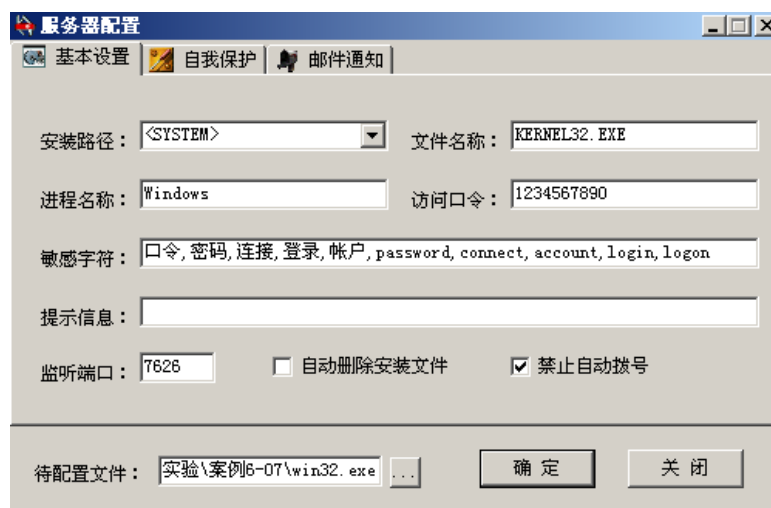 服务器配置
基本设置 自我保护 邮件通知
安装路径： <SYSTEM> 文件名称： KERNEL32.EXE
进程名称： Windows 访问口令： 1234567890
敏感字符： 口令,密码,连接,登录,帐户,password,connect,account,login,logon
提示信息：
监听端口： 7626 自动删除安装文件 禁止自动拨号
待配置文件： 实验\案例6-07\win32.exe ... 确定 关闭